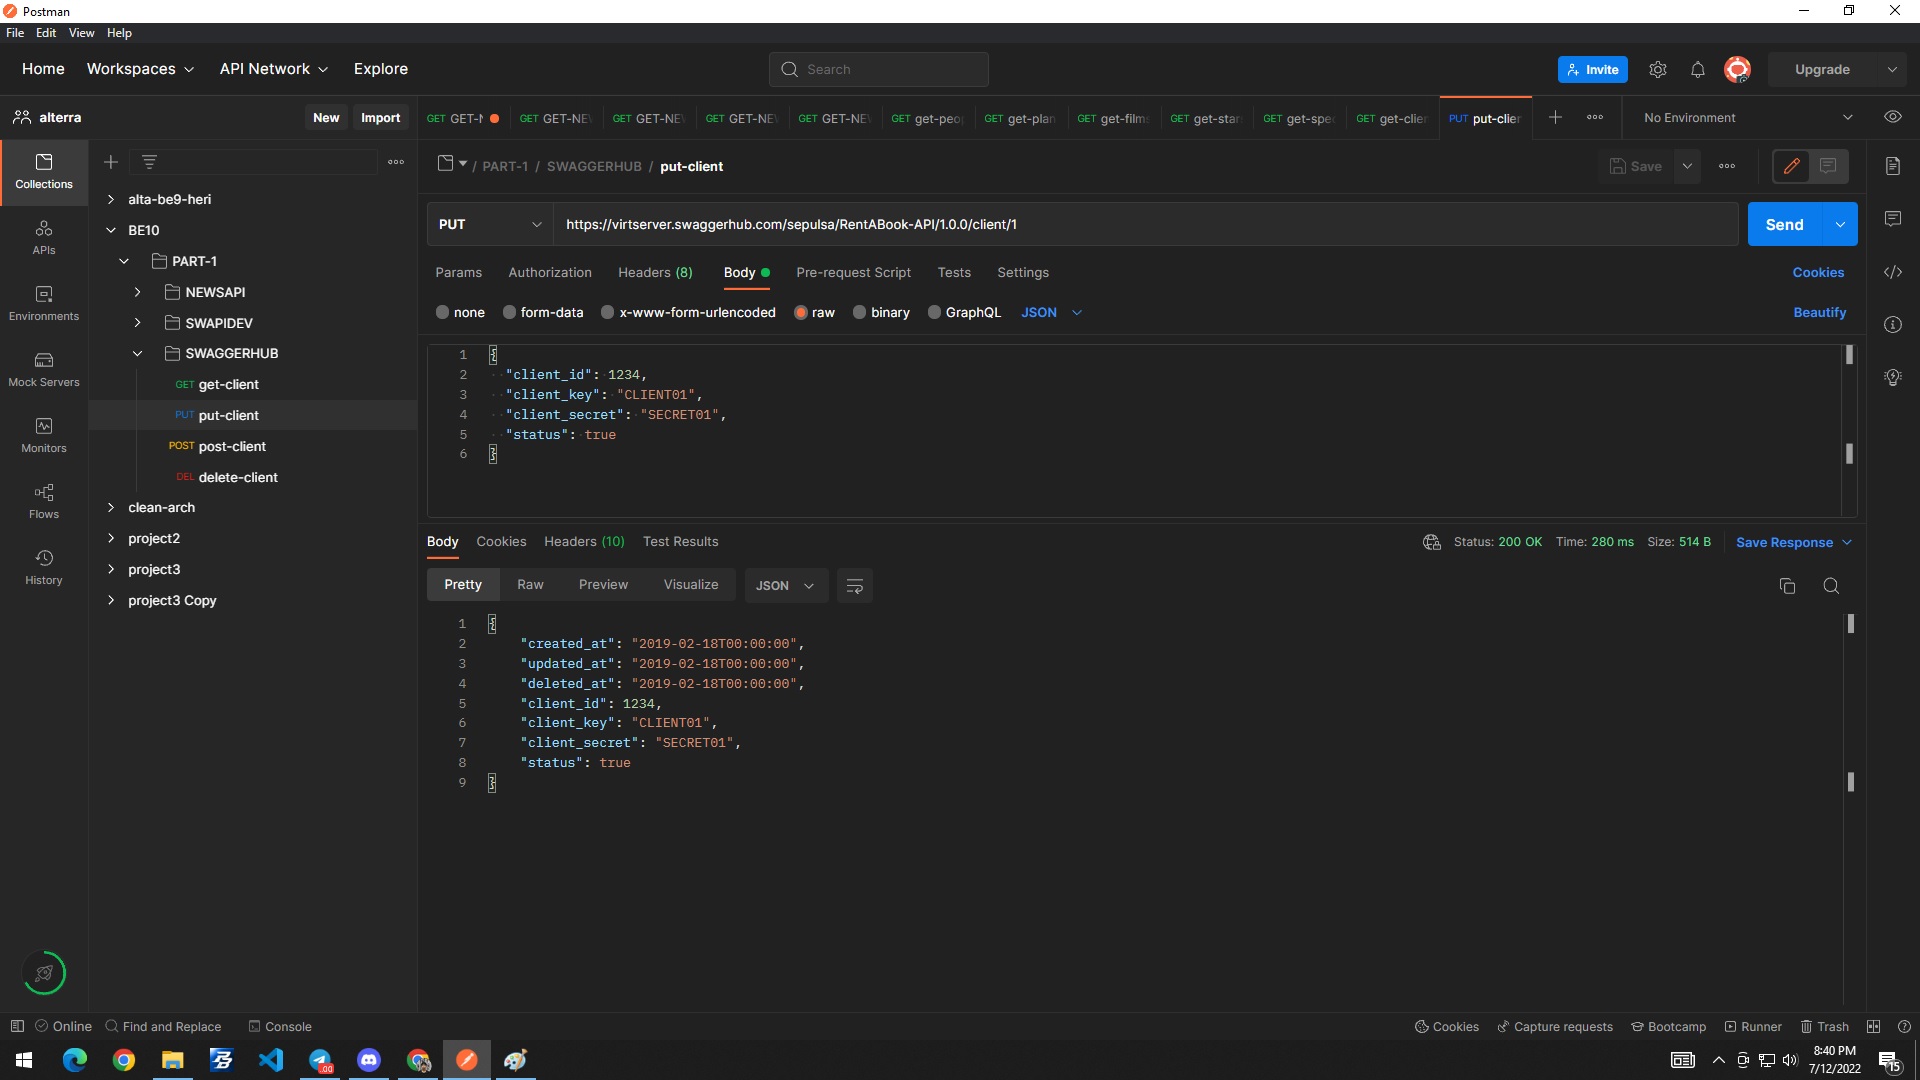 Postman
File Edit View Help
Home Workspaces API Network Explore Search Invite Upgrade
alterra New Import GET GET-N GET GET-NE GET GET-NE GET GET-NE GET GET-NE GET get-peo GET get-plan GET get-films GET get-star GET get-spe GET get-clie PUT put-clier No Environment
Collections
APIs
Environments
Mock Servers
Monitors
Flows
History
alta-be9-heri
BE10
PART-1
NEWSAPI
SWAPIDEV
SWAGGERHUB
GET get-client
PUT put-client
POST post-client
DEL delete-client
clean-arch
project2
project3
project3 Copy
/ PART-1 / SWAGGERHUB / put-client Save
PUT https://virtserver.swaggerhub.com/sepulsa/RentABook-API/1.0.0/client/1 Send
Params Authorization Headers (8) Body Pre-request Script Tests Settings Cookies
none form-data x-www-form-urlencoded raw binary GraphQL JSON Beautify
1 {
2 "client_id": 1234,
3 "client_key": "CLIENT01",
4 "client_secret": "SECRET01",
5 "status": true
6 }
Body Cookies Headers (10) Test Results Status: 200 OK Time: 280 ms Size: 514 B Save Response
Pretty Raw Preview Visualize JSON
1 {
2 "created_at": "2019-02-18T00:00:00",
3 "updated_at": "2019-02-18T00:00:00",
4 "deleted_at": "2019-02-18T00:00:00",
5 "client_id": 1234,
6 "client_key": "CLIENT01",
7 "client_secret": "SECRET01",
8 "status": true
9 }
Online Find and Replace Console Cookies Capture requests Bootcamp Runner Trash
8:40 PM
7/12/2022
15